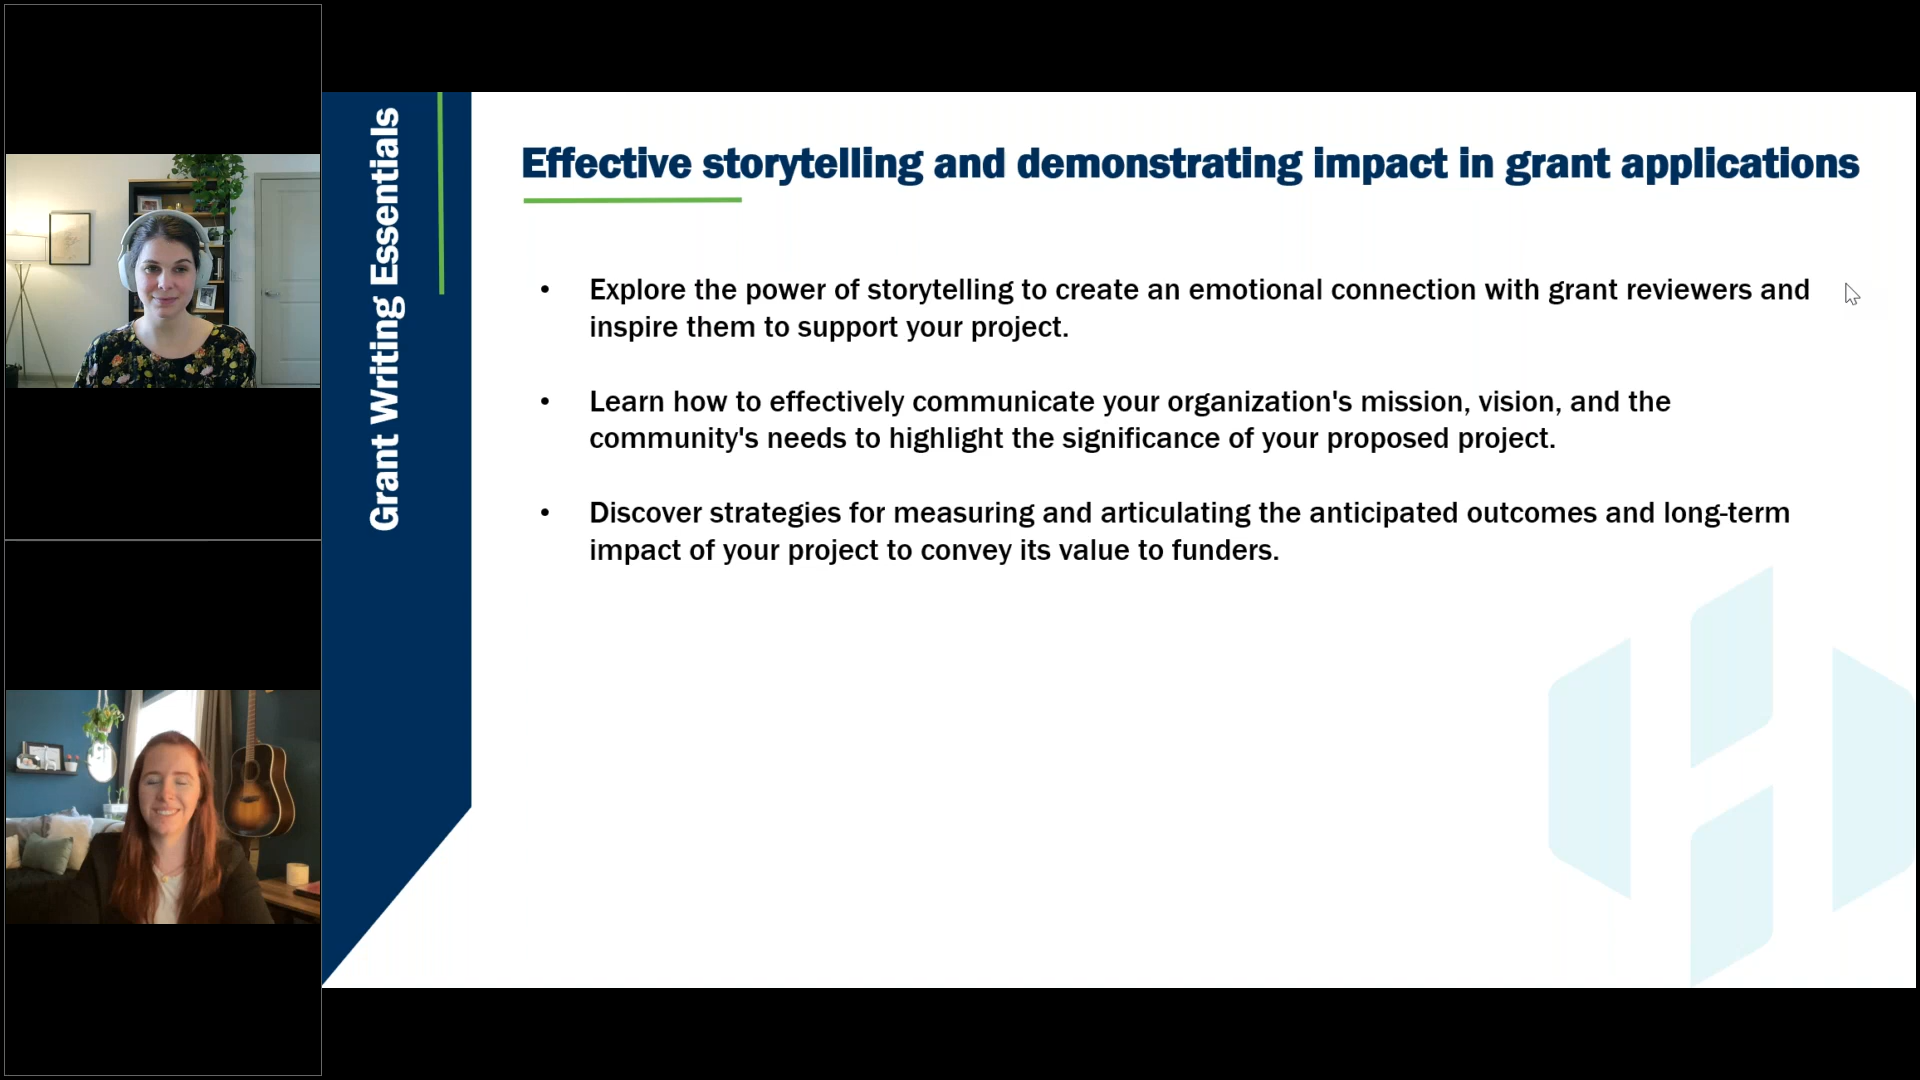 Grant Writing Essentials
Effective storytelling and demonstrating impact in grant applications
• Explore the power of storytelling to create an emotional connection with grant reviewers and
inspire them to support your project.
• Learn how to effectively communicate your organization's mission, vision, and the
community's needs to highlight the significance of your proposed project.
• Discover strategies for measuring and articulating the anticipated outcomes and long-term
impact of your project to convey its value to funders.